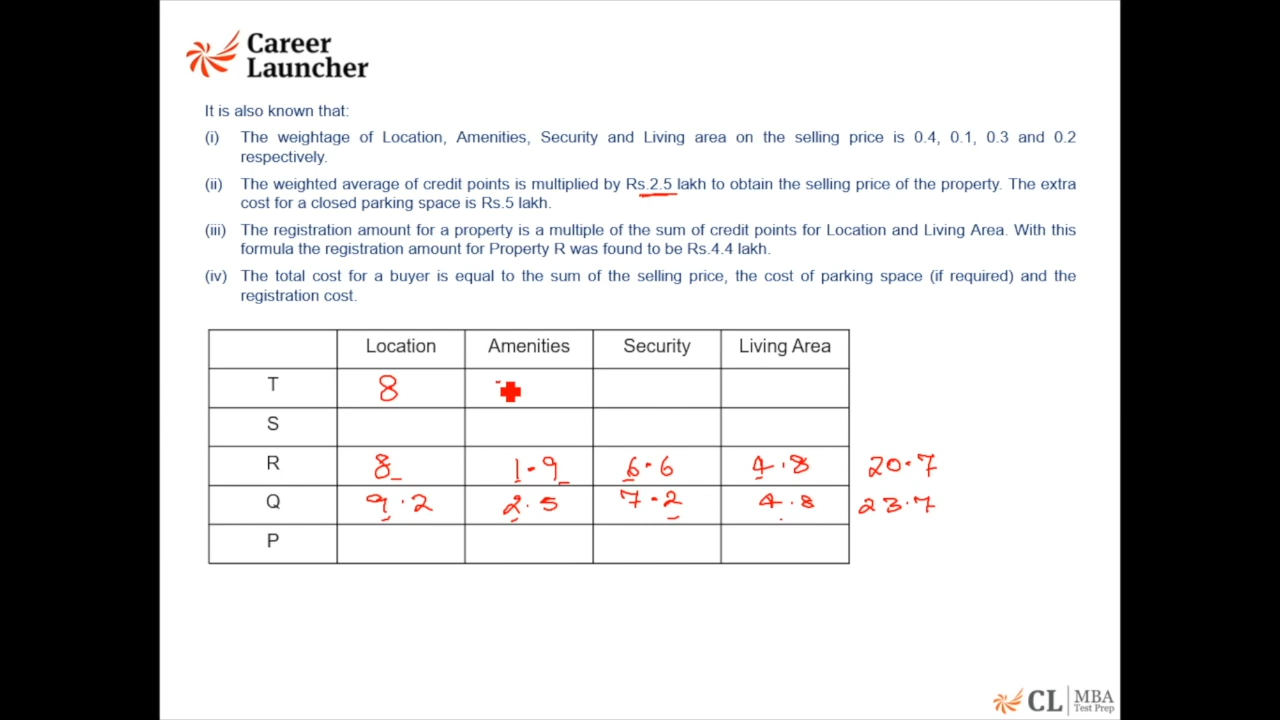 Career
Launcher
It is also known that:
(i) The weightage of Location, Amenities, Security and Living area on the selling price is 0.4, 0.1, 0.3 and 0.2
respectively.
(ii) The weighted average of credit points is multiplied by Rs.2.5 lakh to obtain the selling price of the property. The extra
cost for a closed parking space is Rs.5 lakh.
(iii) The registration amount for a property is a multiple of the sum of credit points for Location and Living Area. With this
formula the registration amount for Property R was found to be Rs.4.4 lakh.
(iv) The total cost for a buyer is equal to the sum of the selling price, the cost of parking space (if required) and the
registration cost.
Location Amenities Security Living Area
T 8
S
R 8 1.9 6.6 4.8 20.7
Q 9.2 2.5 7.2 4.8 23.7
P
CL MBA
Test Prep